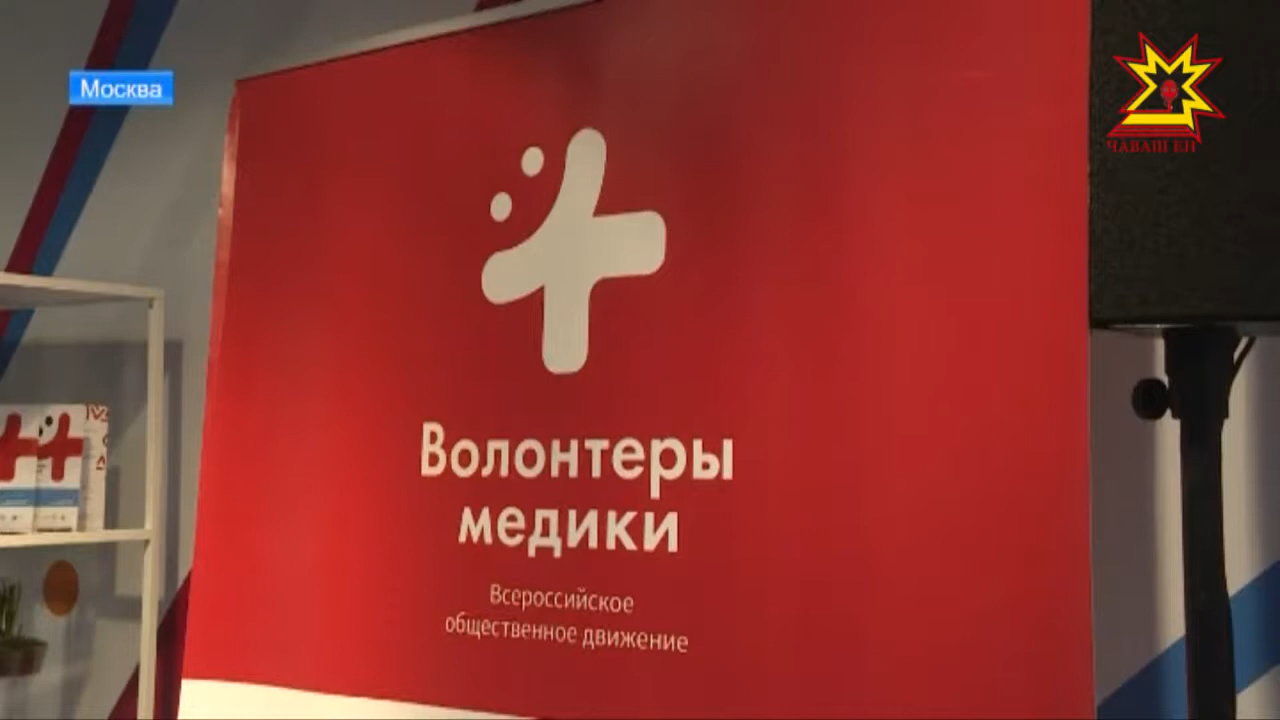 Москва
ЧĂВАШ ЕН
Волонтеры
медики
Всероссийское
общественное движение